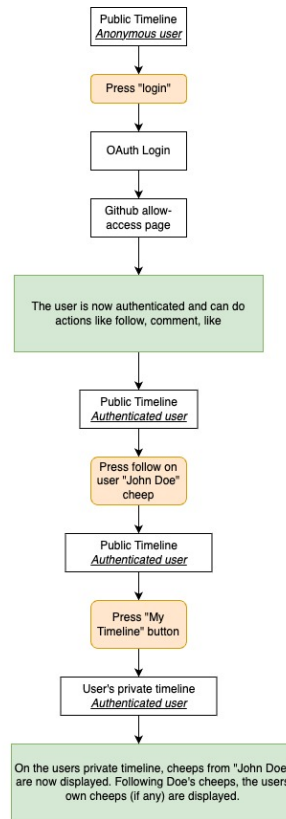 Public Timeline
Anonymous user
Press "login"
OAuth Login
Github allow-
access page
The user is now authenticated and can do
actions like follow, comment, like
Public Timeline
Authenticated user
Press follow on
user "John Doe"
cheep
Public Timeline
Authenticated user
Press "My
Timeline" button
User's private timeline
Authenticated user
On the users private timeline, cheeps from "John Doe
are now displayed. Following Doe's cheeps, the users
own cheeps (if any) are displayed.